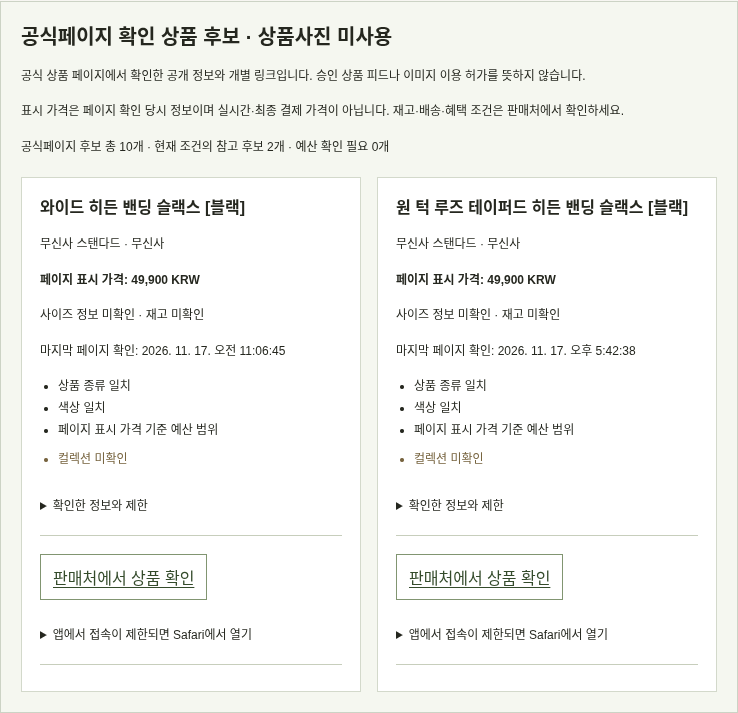 공식페이지 확인 상품 후보 · 상품사진 미사용
공식 상품 페이지에서 확인한 공개 정보와 개별 링크입니다. 승인 상품 피드나 이미지 이용 허가를 뜻하지 않습니다.
표시 가격은 페이지 확인 당시 정보이며 실시간·최종 결제 가격이 아닙니다. 재고·배송·혜택 조건은 판매처에서 확인하세요.
공식페이지 후보 총 10개 · 현재 조건의 참고 후보 2개 · 예산 확인 필요 0개
와이드 히든 밴딩 슬랙스 [블랙]
무신사 스탠다드 · 무신사
페이지 표시 가격: 49,900 KRW
사이즈 정보 미확인 · 재고 미확인
마지막 페이지 확인: 2026. 11. 17. 오전 11:06:45
상품 종류 일치
색상 일치
페이지 표시 가격 기준 예산 범위
컬렉션 미확인
확인한 정보와 제한
판매처에서 상품 확인
앱에서 접속이 제한되면 Safari에서 열기
원 턱 루즈 테이퍼드 히든 밴딩 슬랙스 [블랙]
무신사 스탠다드 · 무신사
페이지 표시 가격: 49,900 KRW
사이즈 정보 미확인 · 재고 미확인
마지막 페이지 확인: 2026. 11. 17. 오후 5:42:38
상품 종류 일치
색상 일치
페이지 표시 가격 기준 예산 범위
컬렉션 미확인
확인한 정보와 제한
판매처에서 상품 확인
앱에서 접속이 제한되면 Safari에서 열기